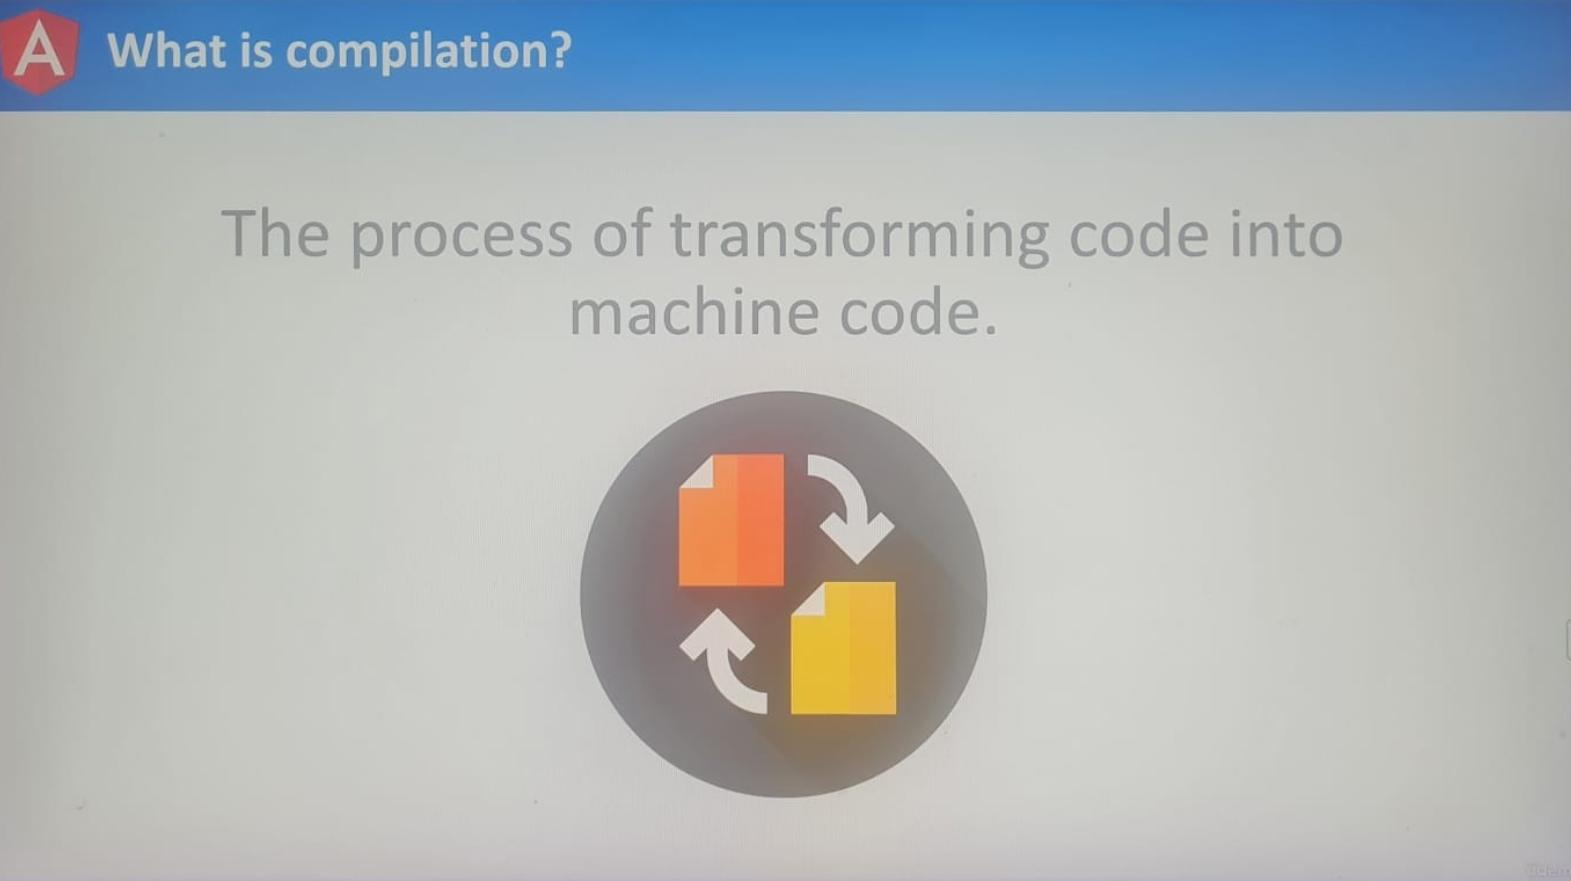 What is compilation?
The process of transforming code into
machine code.